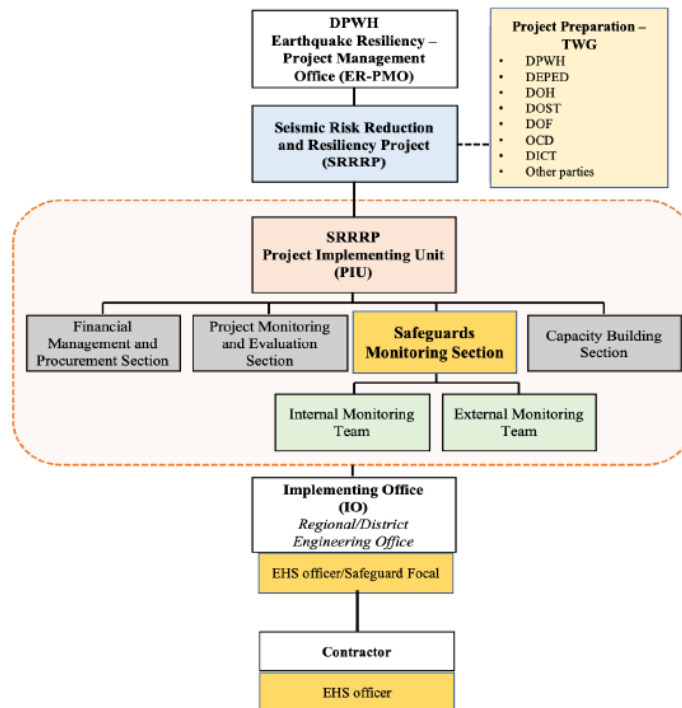 DPWH
Earthquake Resiliency –
Project Management
Office (ER-PMO)
Project Preparation –
TWG
• DPWH
• DEPED
• DOH
• DOST
• DOF
• OCD
• DICT
• Other parties
Seismic Risk Reduction
and Resiliency Project
(SRRRP)
SRRRP
Project Implementing Unit
(PIU)
Financial
Management and
Procurement Section
Project Monitoring
and Evaluation
Section
Safeguards
Monitoring Section
Capacity Building
Section
Internal Monitoring
Team
External Monitoring
Team
Implementing Office
(IO)
Regional/District
Engineering Office
EHS officer/Safeguard Focal
Contractor
EHS officer